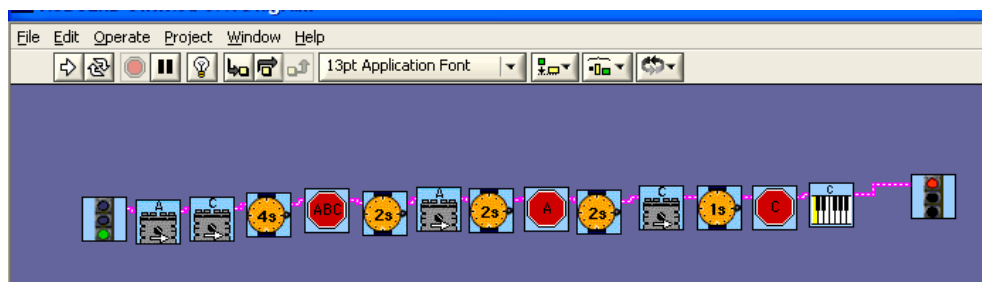 File Edit Operate Project Window Help
13pt Application Font
A C 4s ABC 2s A 2s A 2s C 1s C C